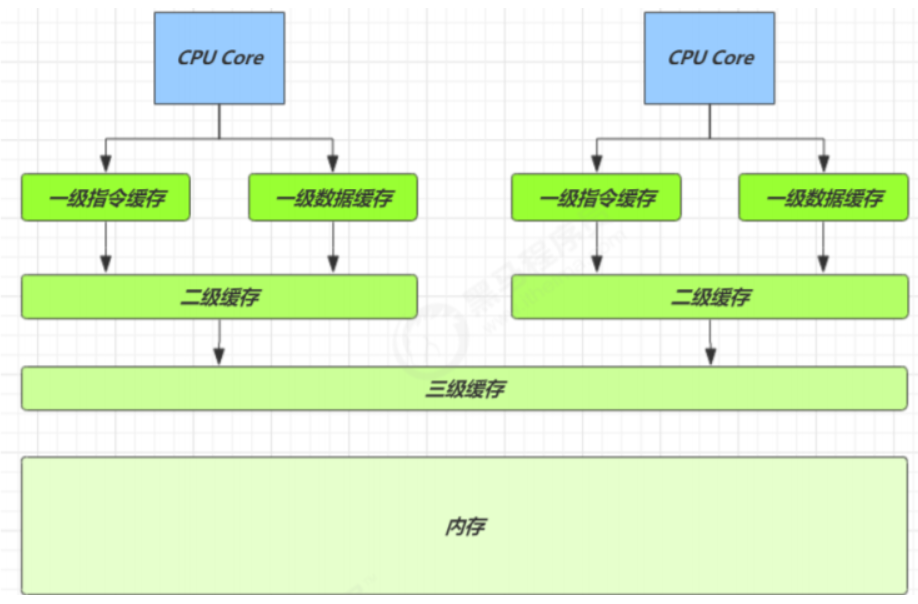 CPU Core
CPU Core
一级指令缓存
一级数据缓存
一级指令缓存
一级数据缓存
二级缓存
二级缓存
三级缓存
内存